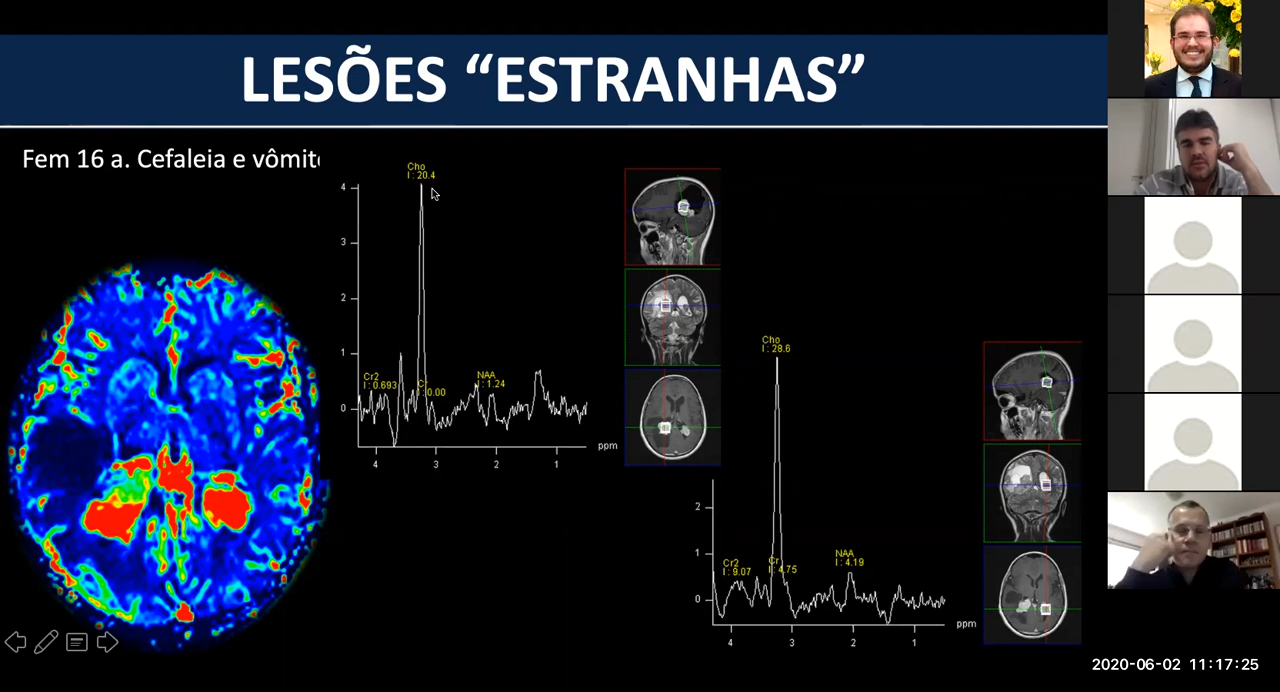 LESÕES “ESTRANHAS”
Fem 16 a. Cefaleia e vômit
Cho
I : 20.4
4
3
2
1
0
Cr2
I : 0.693
Cr
0.00
NAA
I : 1.24
4 3 2 1
ppm
Cho
I : 28.6
2
1
0
Cr2
I : 9.07
Cr
I : 4.75
NAA
I : 4.19
4 3 2 1
ppm
2020-06-02 11:17:25